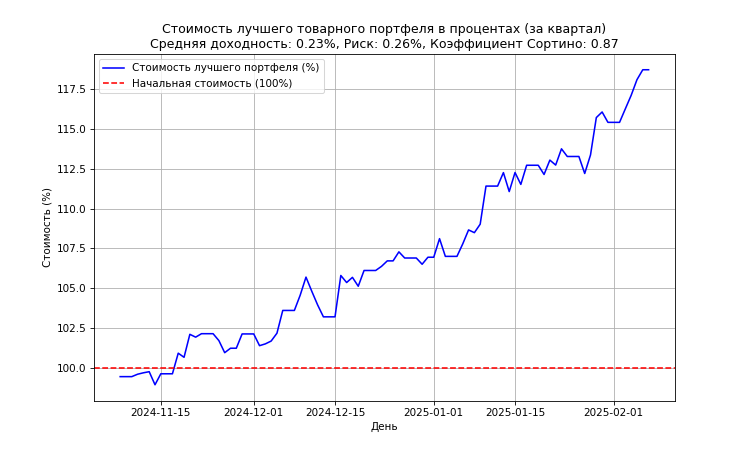 Стоимость лучшего товарного портфеля в процентах (за квартал)
Средняя доходность: 0.23%, Риск: 0.26%, Коэффициент Сортино: 0.87
Стоимость лучшего портфеля (%)
Начальная стоимость (100%)
Стоимость (%)
117.5
115.0
112.5
110.0
107.5
105.0
102.5
100.0
2024-11-15
2024-12-01
2024-12-15
2025-01-01
2025-01-15
2025-02-01
День